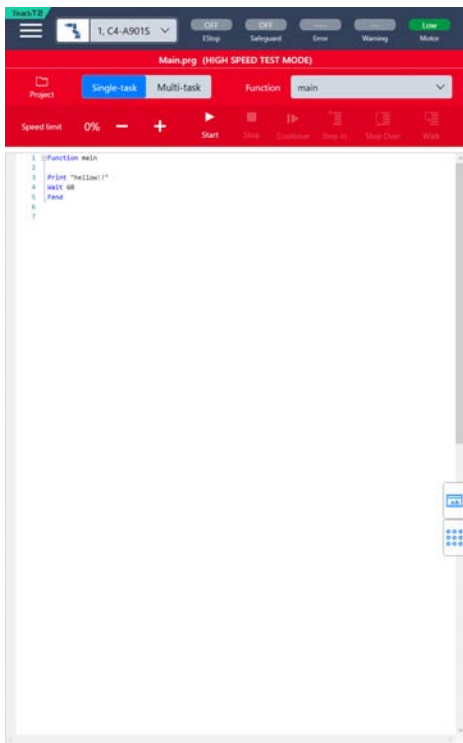 TeachT2
1, C4-A901S
OFF
EStop
OFF
Safeguard
Error
Warning
Low
Motor
Main.prg (HIGH SPEED TEST MODE)
Project
Single-task
Multi-task
Function
main
Speed limit
0%
Start
Stop
Continue
Step In
Step Over
Walk
1 Function main
2
3 Print "hellow!!"
4 Wait 60
5 Fend
6
7
ab